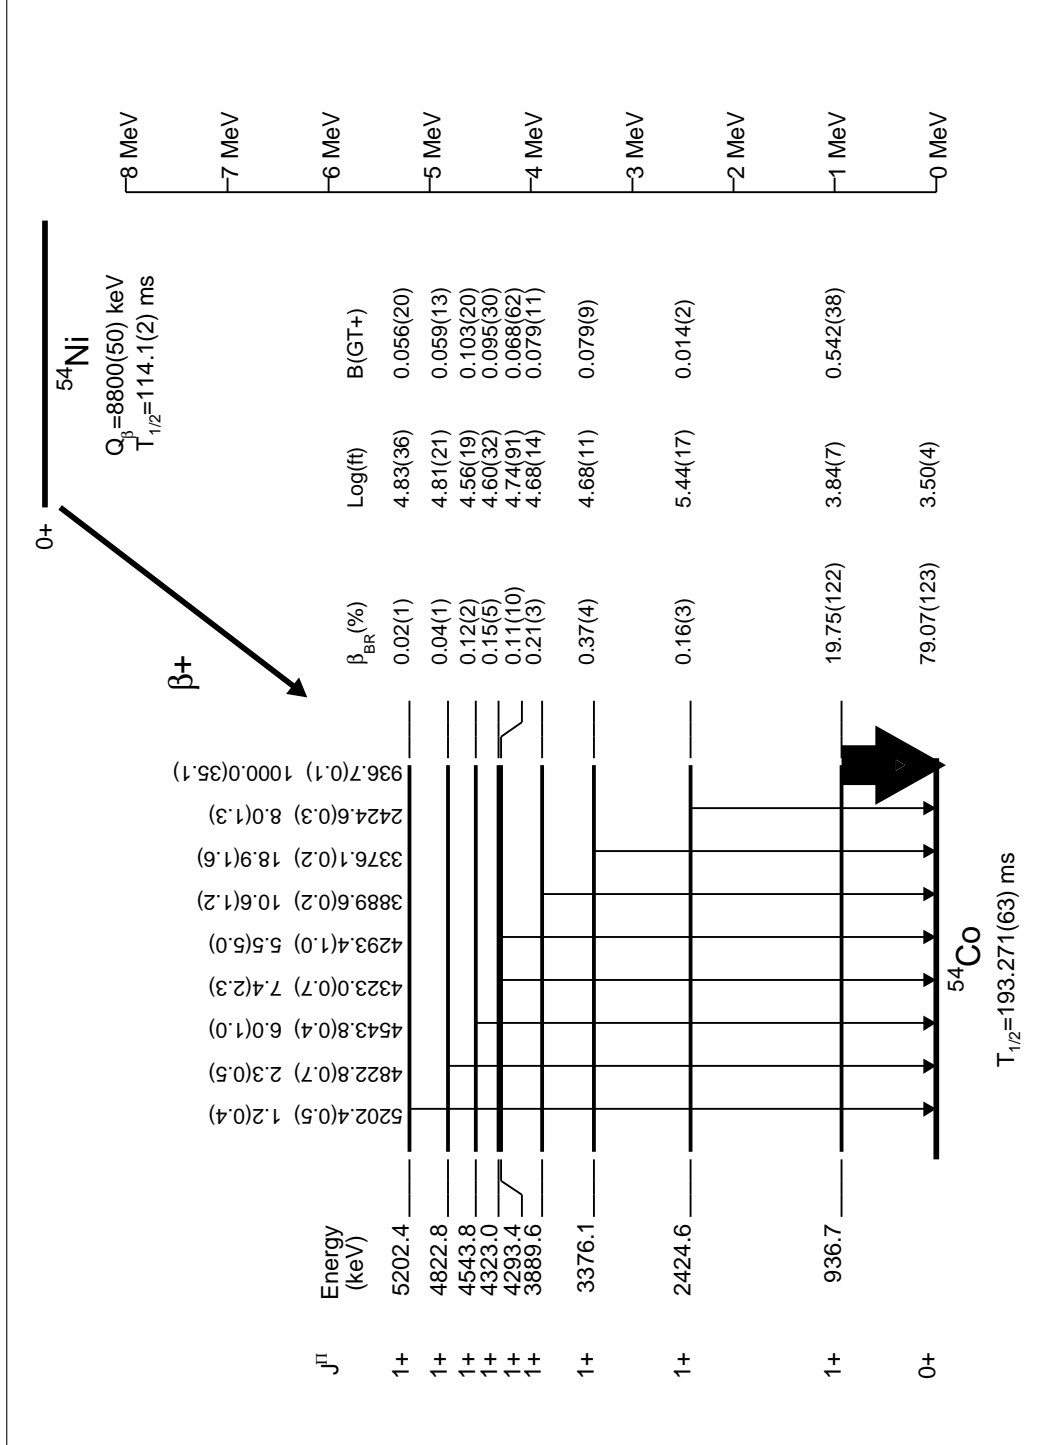 0+
54Ni
Qβ=8800(50) keV
T1/2=114.1(2) ms
β+
8 MeV
7 MeV
6 MeV
5 MeV
4 MeV
3 MeV
2 MeV
1 MeV
0 MeV
JΠ Energy (keV) βBR(%) Log(ft) B(GT+)
1+ 5202.4 0.02(1) 4.83(36) 0.056(20)
1+ 4822.8 0.04(1) 4.81(21) 0.059(13)
1+ 4543.8 0.12(2) 4.56(19) 0.103(20)
1+ 4323.0 0.15(5) 4.60(32) 0.095(30)
1+ 4293.4 0.11(10) 4.74(91) 0.068(62)
1+ 3889.6 0.21(3) 4.68(14) 0.079(11)
1+ 3376.1 0.37(4) 4.68(11) 0.079(9)
1+ 2424.6 0.16(3) 5.44(17) 0.014(2)
1+ 936.7 19.75(122) 3.84(7) 0.542(38)
0+ 79.07(123) 3.50(4)
5202.4(0.5) 1.2(0.4)
4822.8(0.7) 2.3(0.5)
4543.8(0.4) 6.0(1.0)
4323.0(0.7) 7.4(2.3)
4293.4(1.0) 5.5(5.0)
3889.6(0.2) 10.6(1.2)
3376.1(0.2) 18.9(1.6)
2424.6(0.3) 8.0(1.3)
936.7(0.1) 1000.0(35.1)
54Co
T1/2=193.271(63) ms